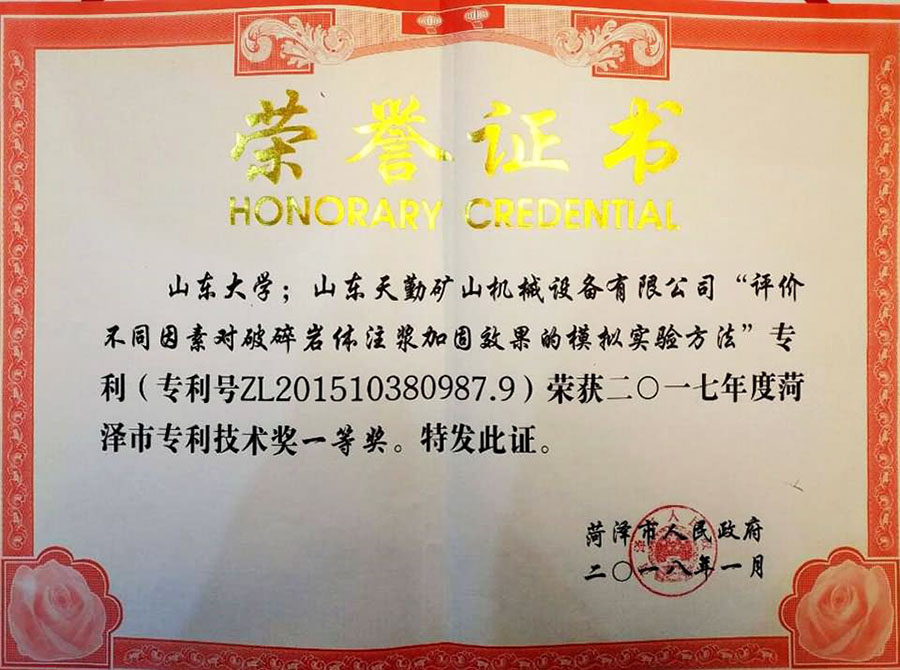 荣誉证书
HONORARY CREDENTIAL
山东大学；山东天勤矿山机械设备有限公司“评价
不同因素对破碎岩体注浆加固效果的模拟实验方法”专
利（专利号ZL201510380987.9）荣获二〇一七年度菏
泽市专利技术奖一等奖。特发此证。
菏泽市人民政府
二〇一八年一月